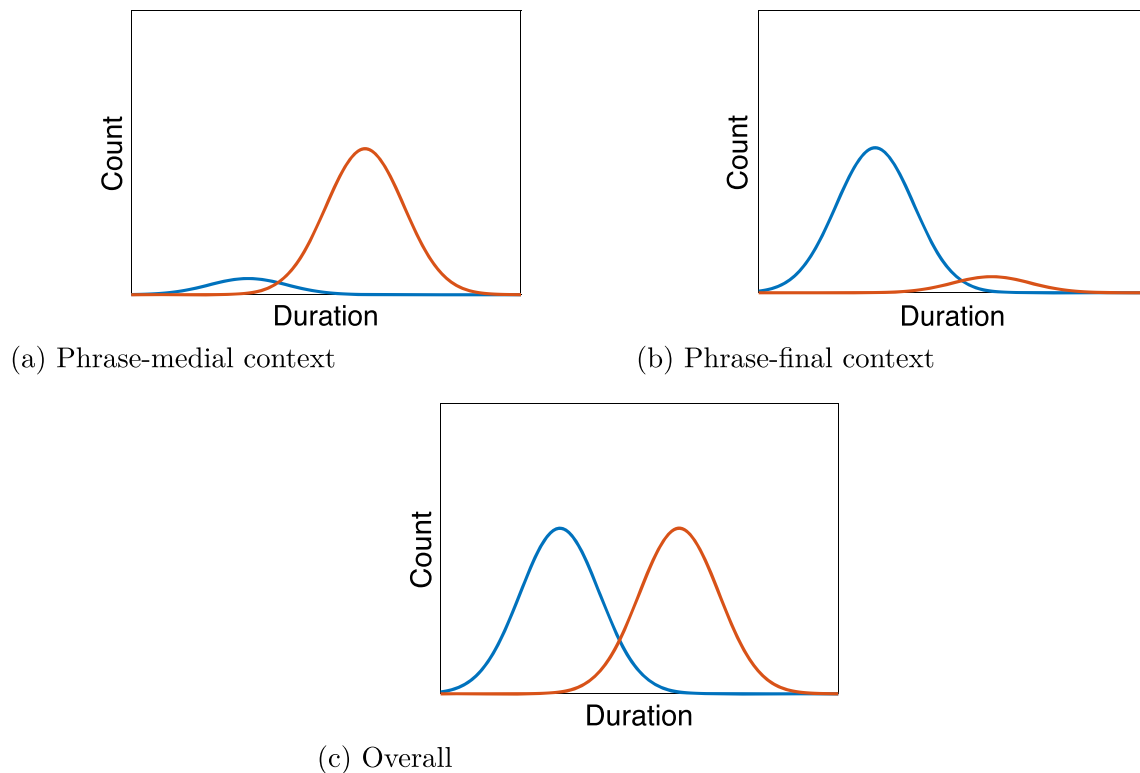 Count
Duration
(a) Phrase-medial context
Count
Duration
(b) Phrase-final context
Count
Duration
(c) Overall